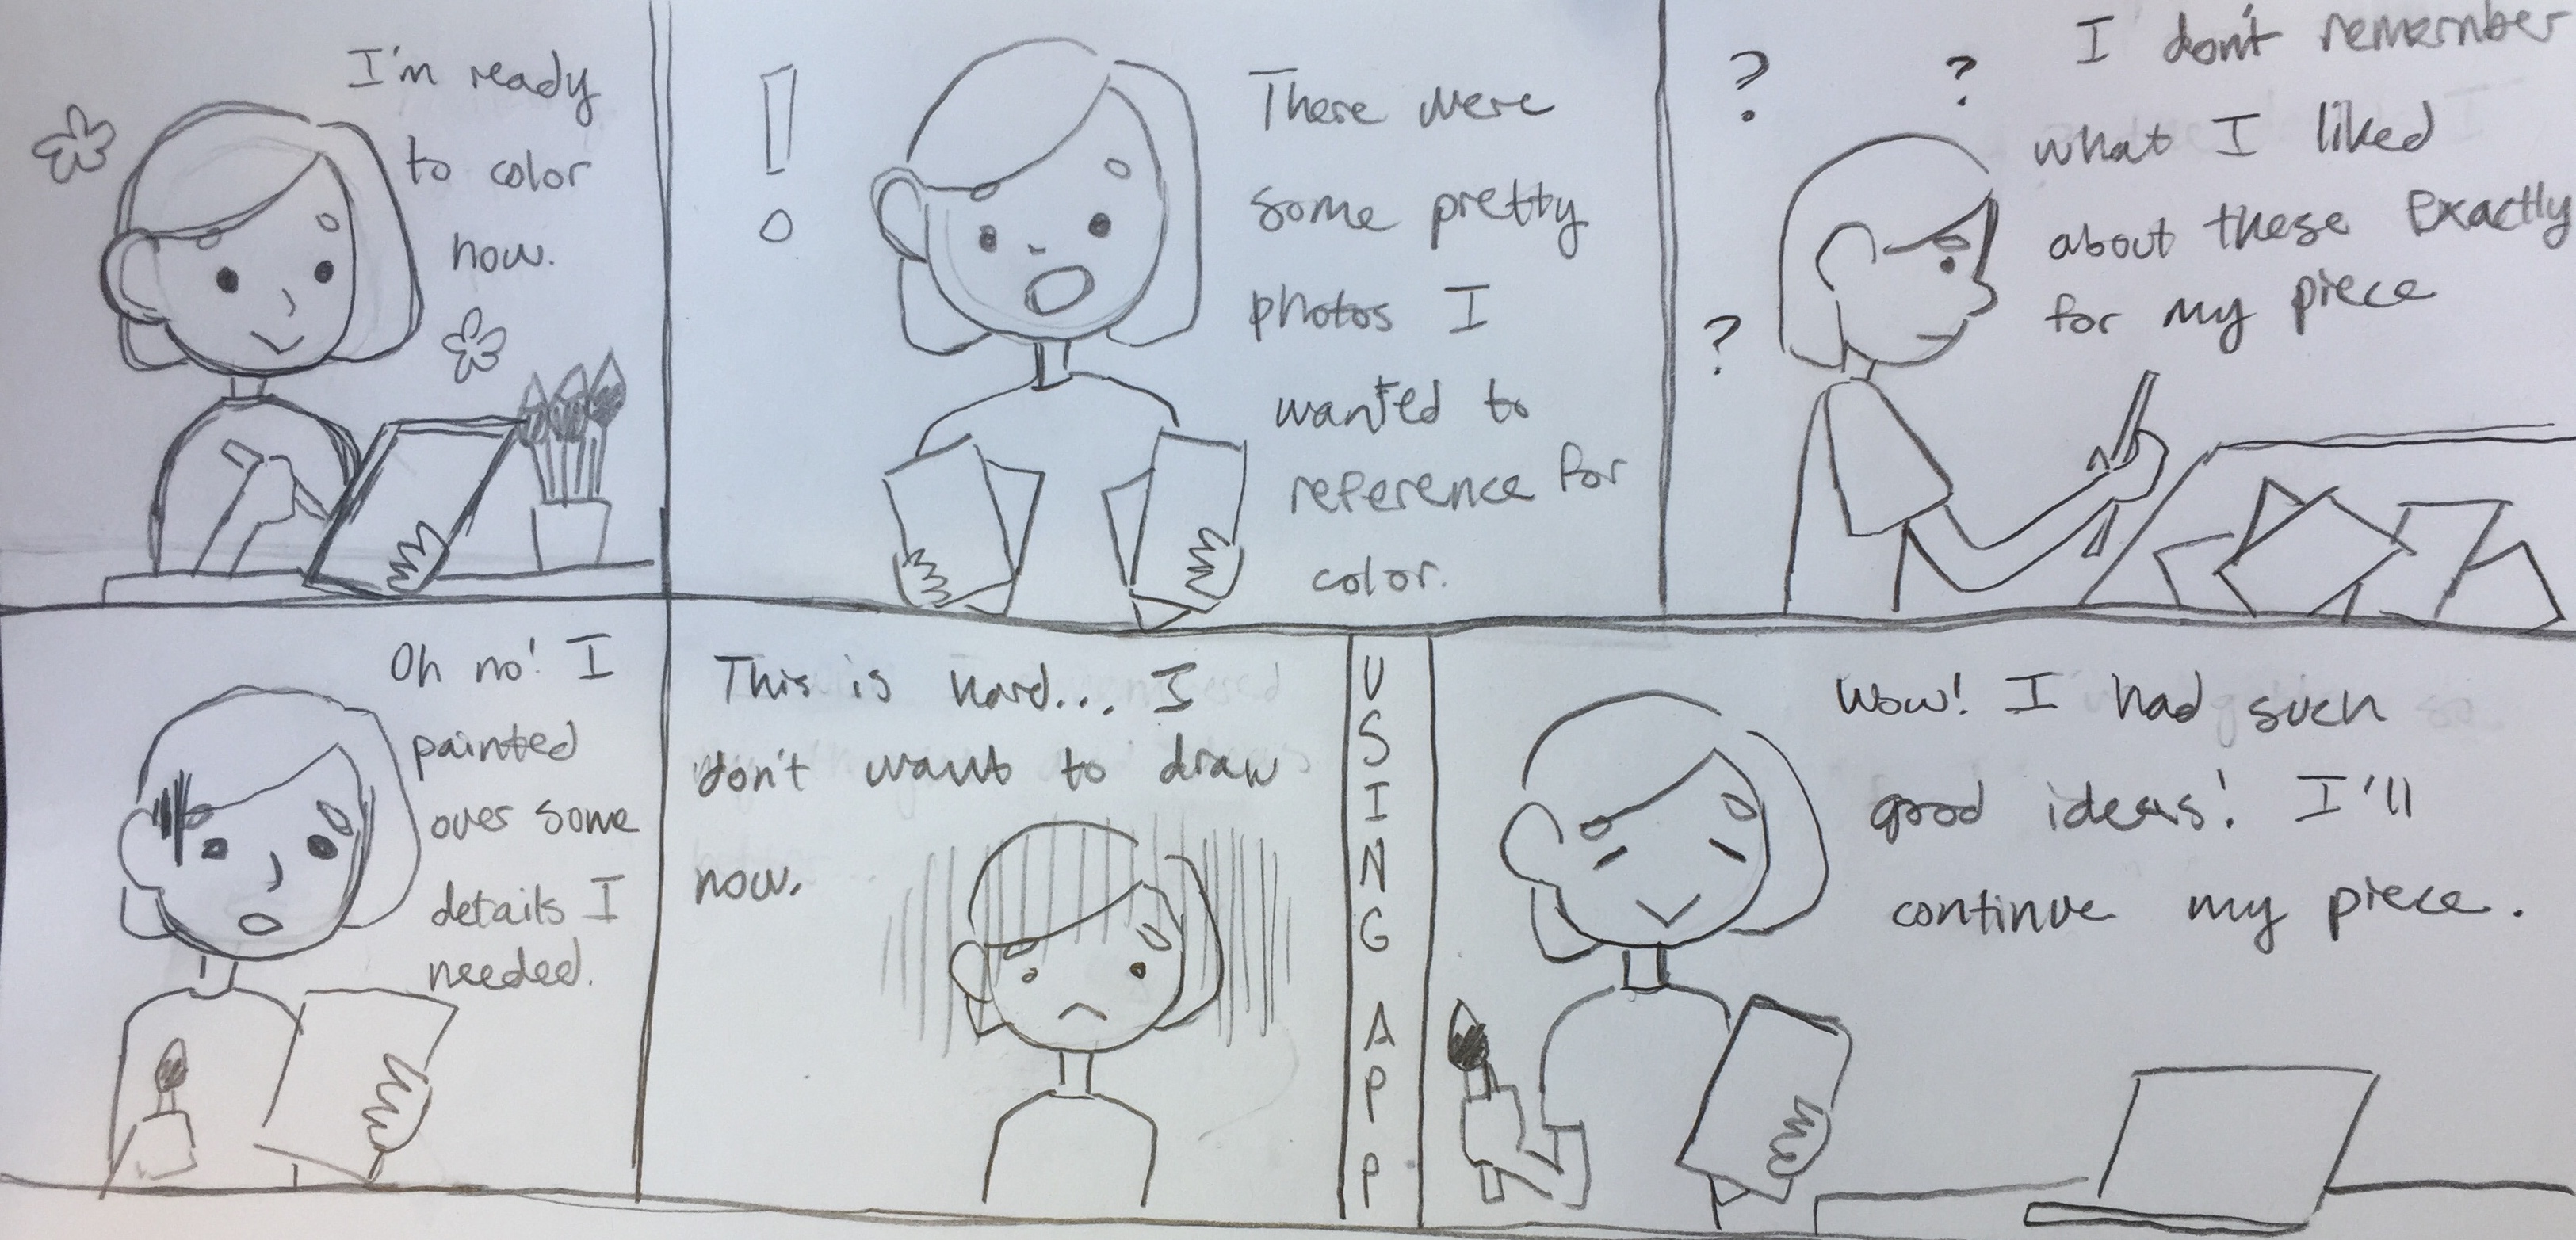 I'm ready
to color
now.
!
There were
some pretty
photos I
wanted to
reference for
color.
? ?
?
I don't remember
what I liked
about these Exactly
for my piece
Oh no! I
painted
over some
details I
needed.
This is hard... I
don't want to draw
now.
USING APP
Wow! I had such
good ideas! I'll
continue my piece.